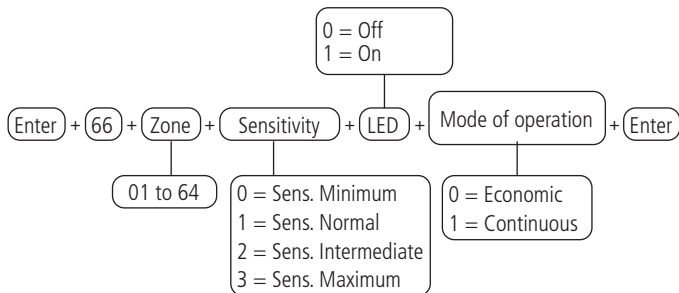 0 = Off
1 = On
Enter + 66 + Zone + Sensitivity + LED + Mode of operation + Enter
01 to 64
0 = Sens. Minimum
1 = Sens. Normal
2 = Sens. Intermediate
3 = Sens. Maximum
0 = Economic
1 = Continuous